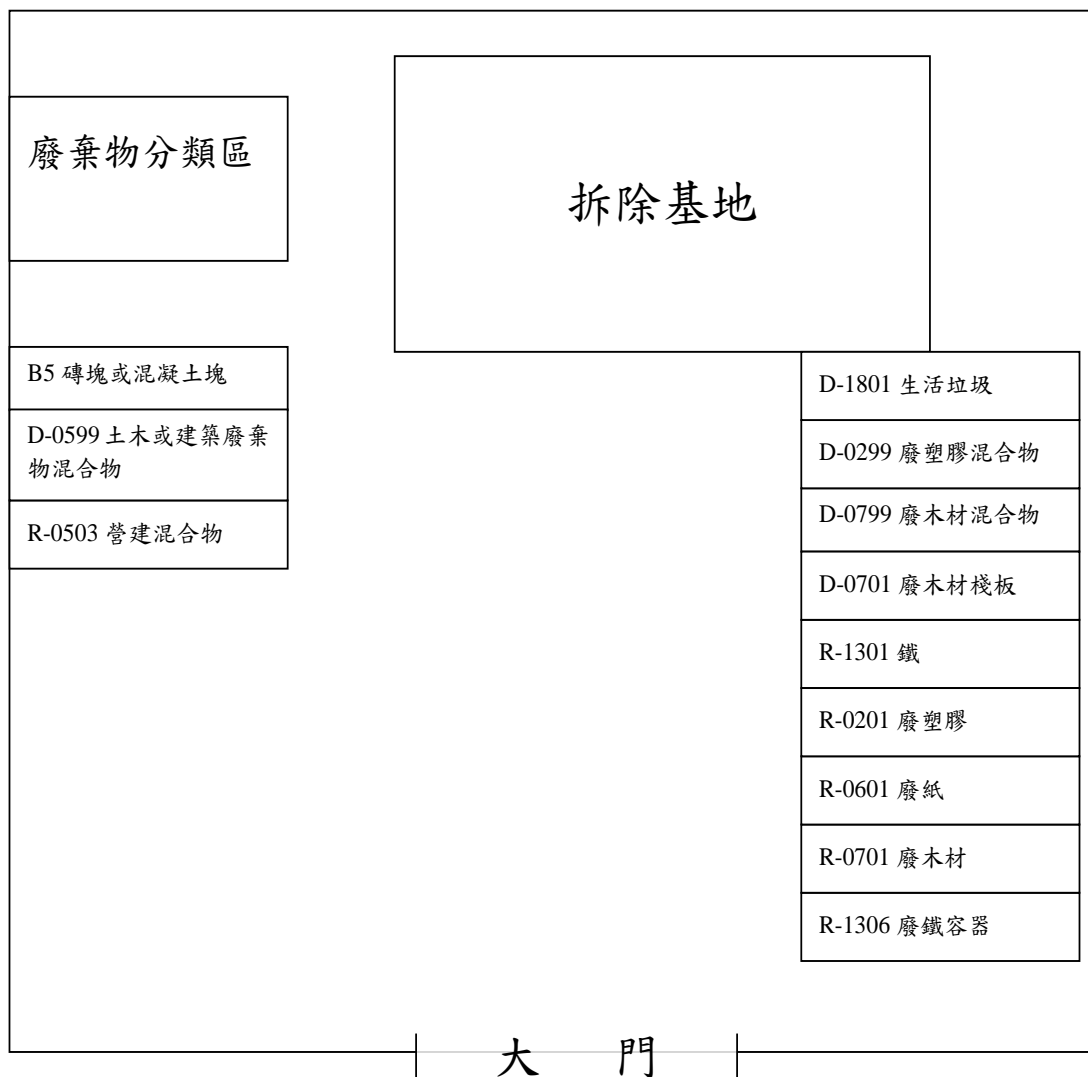 廢棄物分類區
拆除基地
B5 磚塊或混凝土塊
D-0599 土木或建築廢棄
物混合物
R-0503 營建混合物
D-1801 生活垃圾
D-0299 廢塑膠混合物
D-0799 廢木材混合物
D-0701 廢木材棧板
R-1301 鐵
R-0201 廢塑膠
R-0601 廢紙
R-0701 廢木材
R-1306 廢鐵容器
大 門